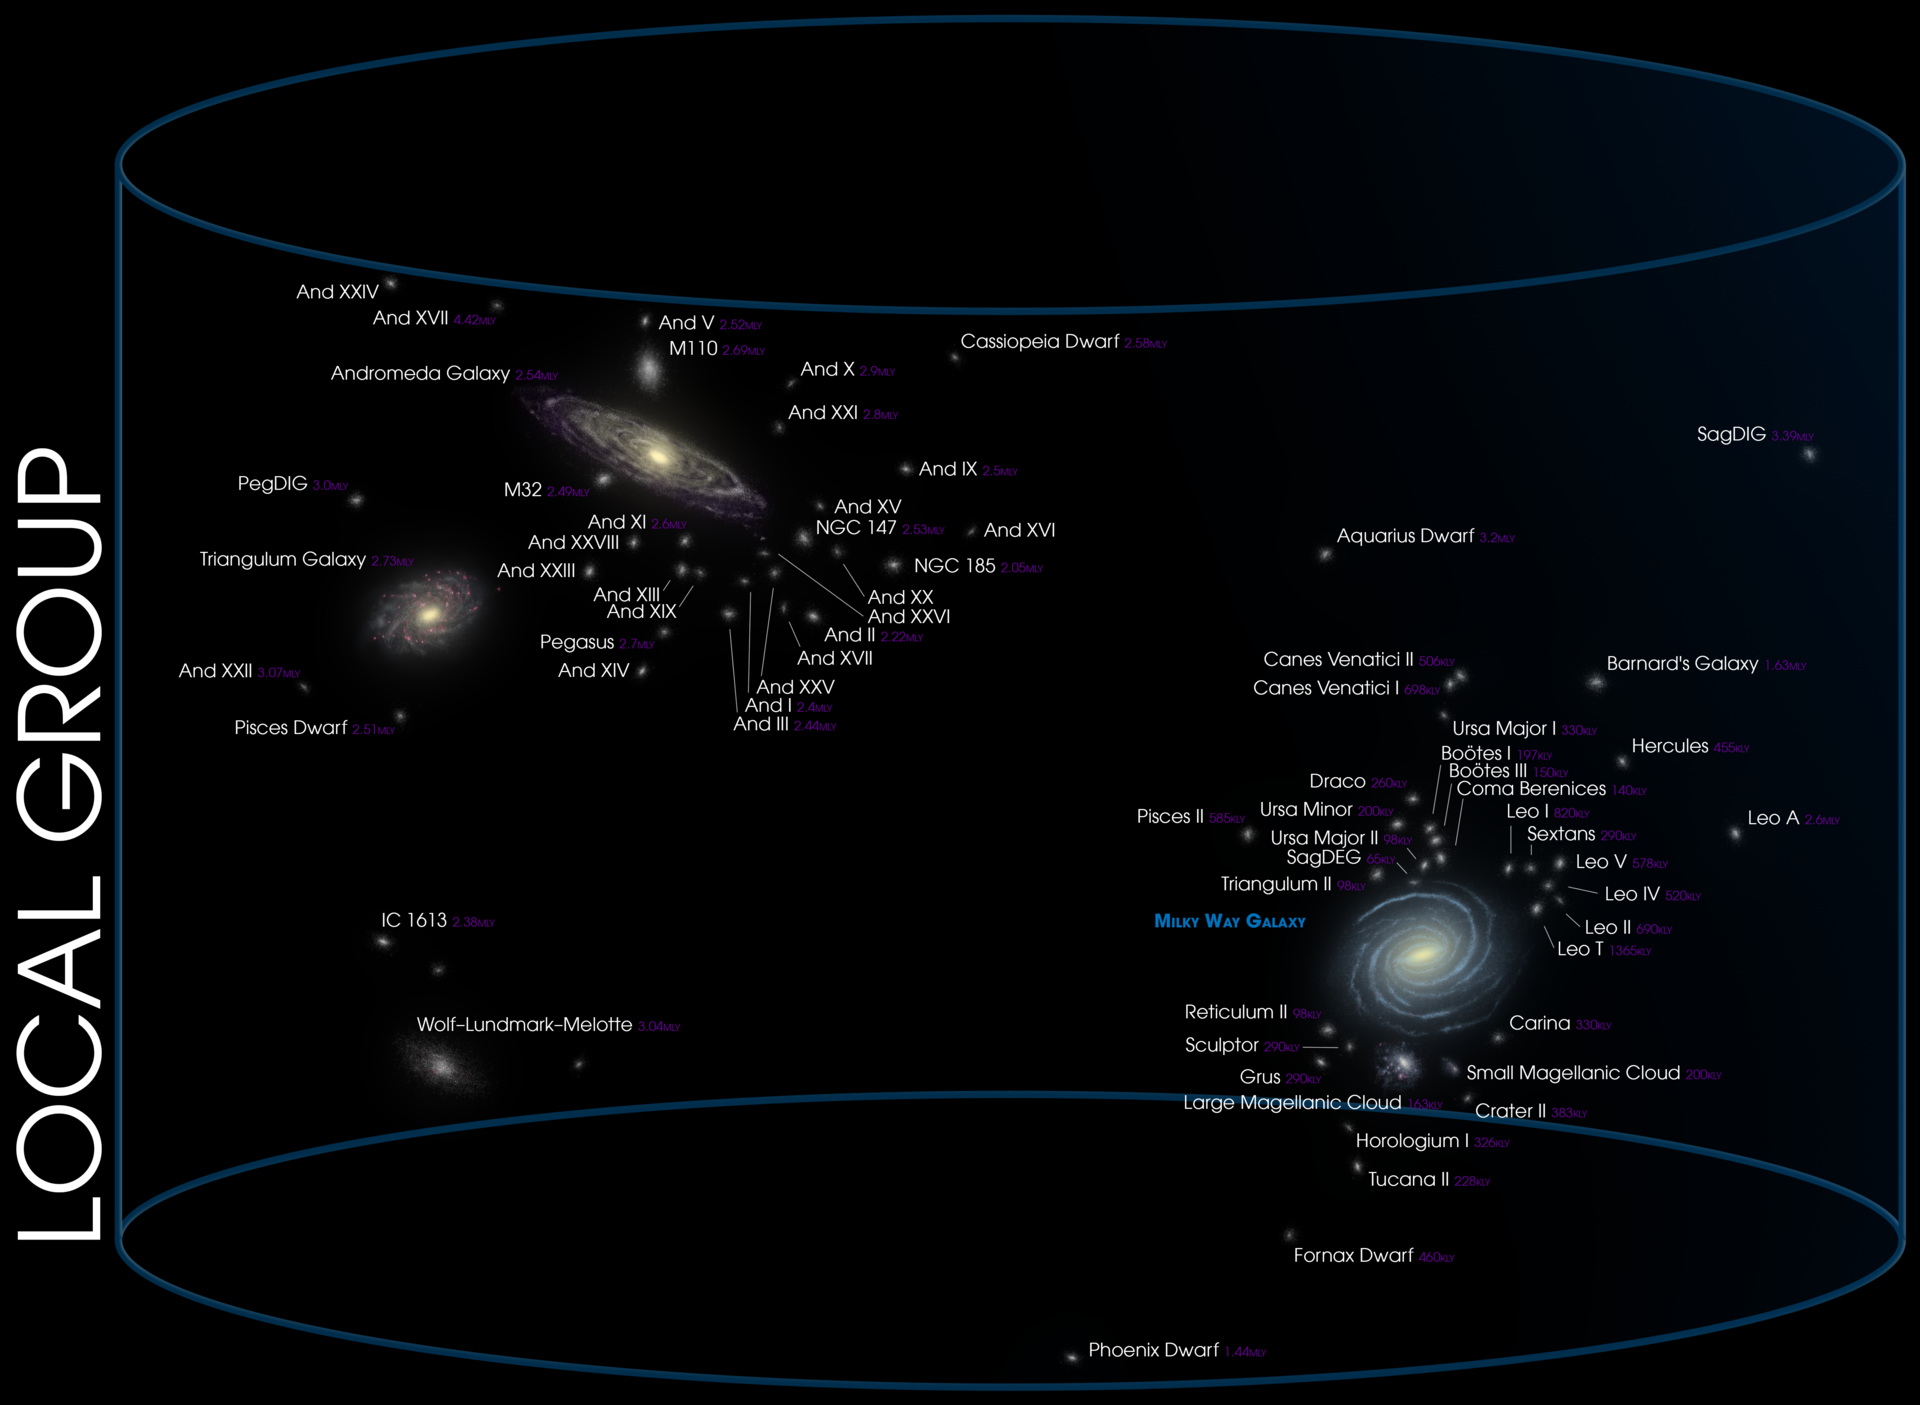 LOCAL GROUP
And XXIV
And XVII 4.42MLY
And V 2.52MLY
M110 2.69MLY
Cassiopeia Dwarf 2.58MLY
Andromeda Galaxy 2.54MLY
And X 2.9MLY
And XXI 2.8MLY
SagDIG 3.39MLY
And IX 2.5MLY
PegDIG 3.0MLY
M32 2.49MLY
And XV
And XI 2.6MLY
NGC 147 2.53MLY
And XVI
Aquarius Dwarf 3.2MLY
And XXVIII
Triangulum Galaxy 2.73MLY
NGC 185 2.05MLY
And XXIII
And XIII
And XX
And XIX
And XXVI
And II 2.22MLY
Pegasus 2.7MLY
And XVII
Canes Venatici II 506KLY
Barnard's Galaxy 1.63MLY
And XXII 3.07MLY
And XIV
And XXV
Canes Venatici I 698KLY
And I 2.4MLY
And III 2.44MLY
Pisces Dwarf 2.51MLY
Ursa Major I 330KLY
Hercules 455KLY
Boötes I 197KLY
Boötes III 150KLY
Draco 260KLY
Coma Berenices 140KLY
Ursa Minor 200KLY
Leo I 820KLY
Pisces II 585KLY
Leo A 2.6MLY
Sextans 290KLY
Ursa Major II 98KLY
SagDEG 65KLY
Leo V 578KLY
Triangulum II 98KLY
Leo IV 520KLY
Milky Way Galaxy
IC 1613 2.38MLY
Leo II 690KLY
Leo T 1365KLY
Reticulum II 98KLY
Wolf–Lundmark–Melotte 3.04MLY
Carina 330KLY
Sculptor 290KLY
Small Magellanic Cloud 200KLY
Grus 290KLY
Large Magellanic Cloud 163KLY
Crater II 383KLY
Horologium I 326KLY
Tucana II 228KLY
Fornax Dwarf 460KLY
Phoenix Dwarf 1.44MLY